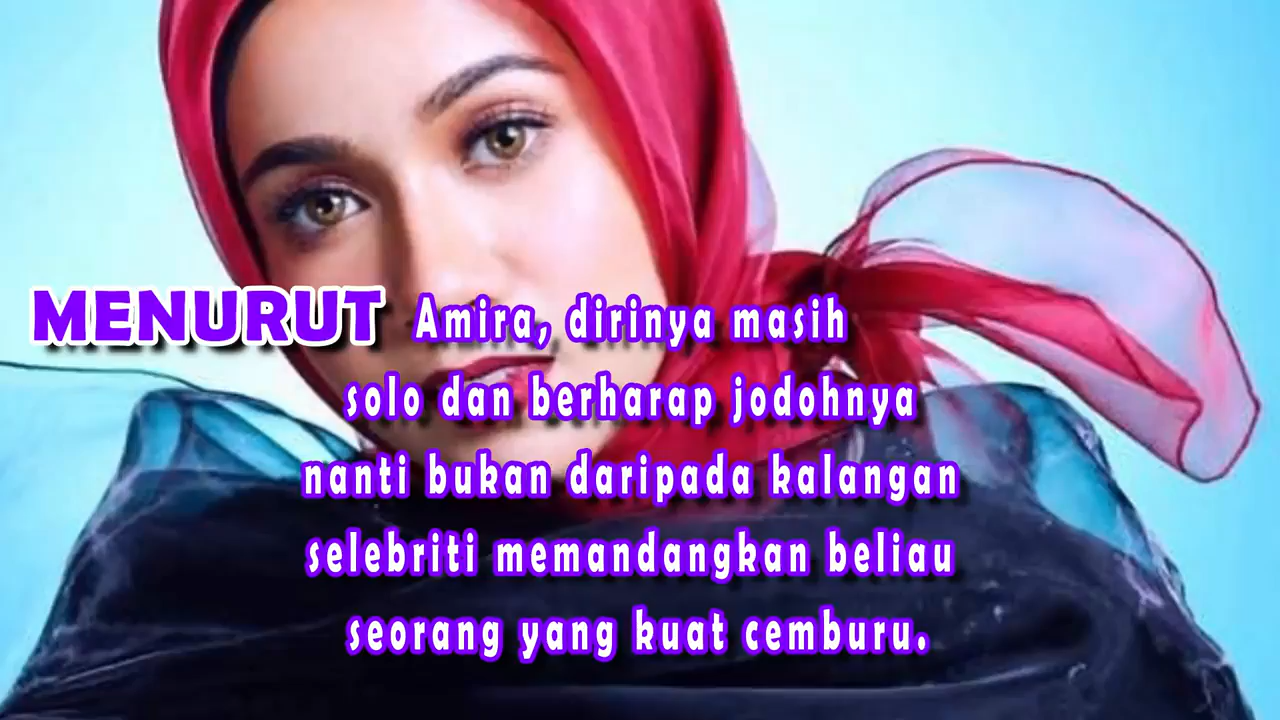 MENURUT Amira, dirinya masih
solo dan berharap jodohnya
nanti bukan daripada kalangan
selebriti memandangkan beliau
seorang yang kuat cemburu.